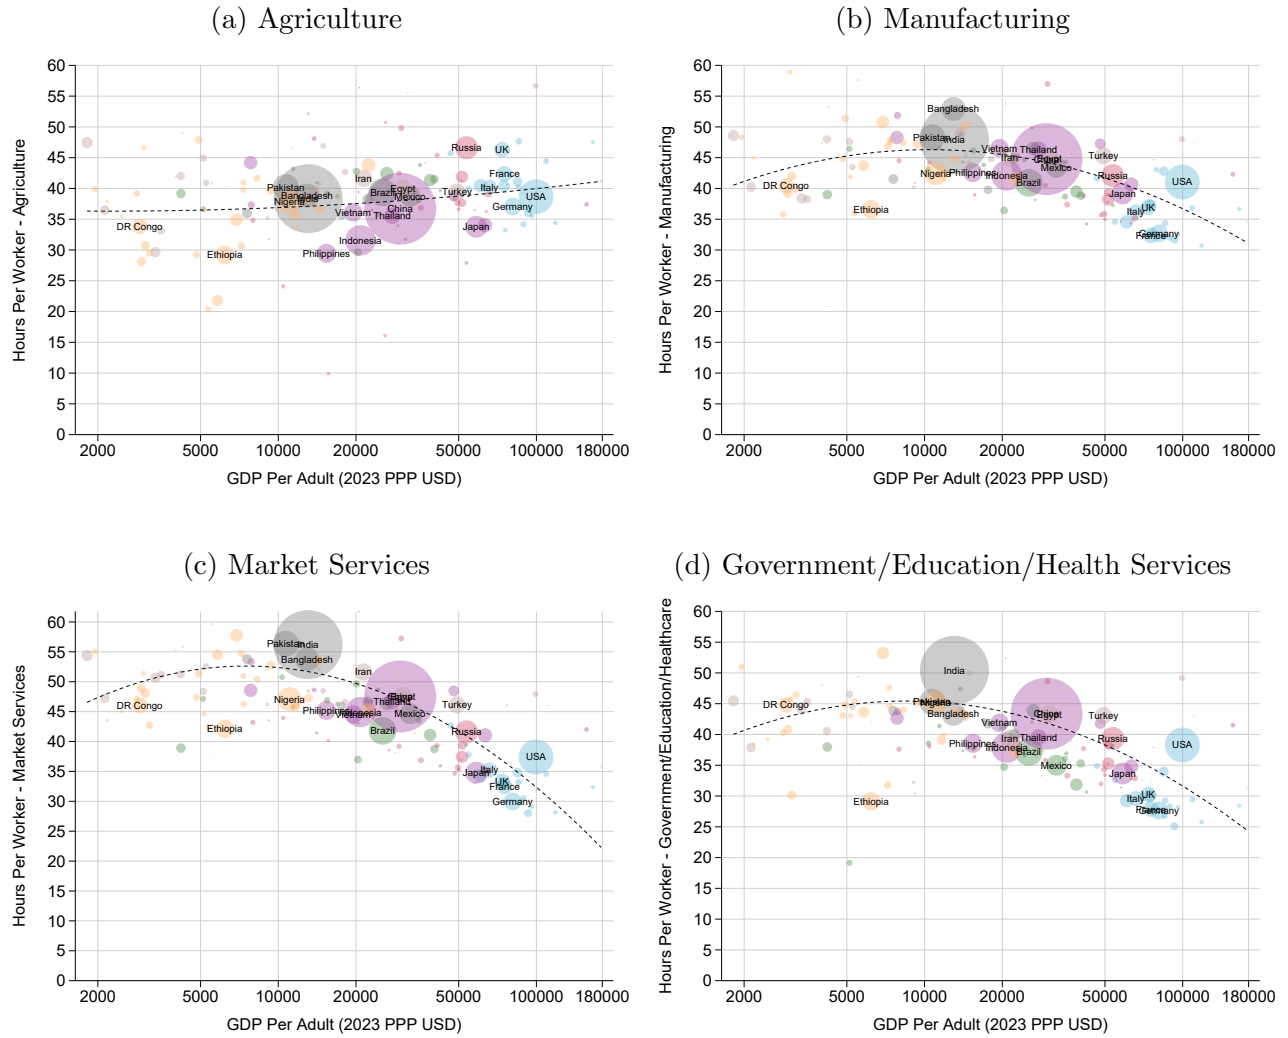 (a) Agriculture
Hours Per Worker - Agriculture
60
55
50
45
40
35
30
25
20
15
10
5
0
Russia
UK
France
Iran
Pakistan
Bangladesh
India
Nigeria
Egypt
Brazil
Mexico
Turkey
Italy
USA
China
Germany
Vietnam
Thailand
DR Congo
Japan
Indonesia
Philippines
Ethiopia
2000 5000 10000 20000 50000 100000 180000
GDP Per Adult (2023 PPP USD)
(b) Manufacturing
Hours Per Worker - Manufacturing
60
55
50
45
40
35
30
25
20
15
10
5
0
Bangladesh
Pakistan
India
Vietnam
Thailand
Iran
Egypt
Turkey
Mexico
Nigeria
Philippines
Indonesia
Russia
Brazil
USA
DR Congo
Japan
Ethiopia
Italy
UK
France
Germany
2000 5000 10000 20000 50000 100000 180000
GDP Per Adult (2023 PPP USD)
(c) Market Services
Hours Per Worker - Market Services
60
55
50
45
40
35
30
25
20
15
10
5
0
Pakistan
India
Bangladesh
Iran
Nigeria
Egypt
Thailand
Turkey
DR Congo
Philippines
Vietnam
Indonesia
Mexico
Ethiopia
Brazil
Russia
USA
Japan
Italy
UK
France
Germany
2000 5000 10000 20000 50000 100000 180000
GDP Per Adult (2023 PPP USD)
(d) Government/Education/Health Services
Hours Per Worker - Government/Education/Healthcare
60
55
50
45
40
35
30
25
20
15
10
5
0
India
DR Congo
Pakistan
Nigeria
Bangladesh
Egypt
Turkey
Vietnam
Philippines
Iran
Thailand
Indonesia
Brazil
Russia
USA
Mexico
Japan
Ethiopia
Italy
UK
France
Germany
2000 5000 10000 20000 50000 100000 180000
GDP Per Adult (2023 PPP USD)